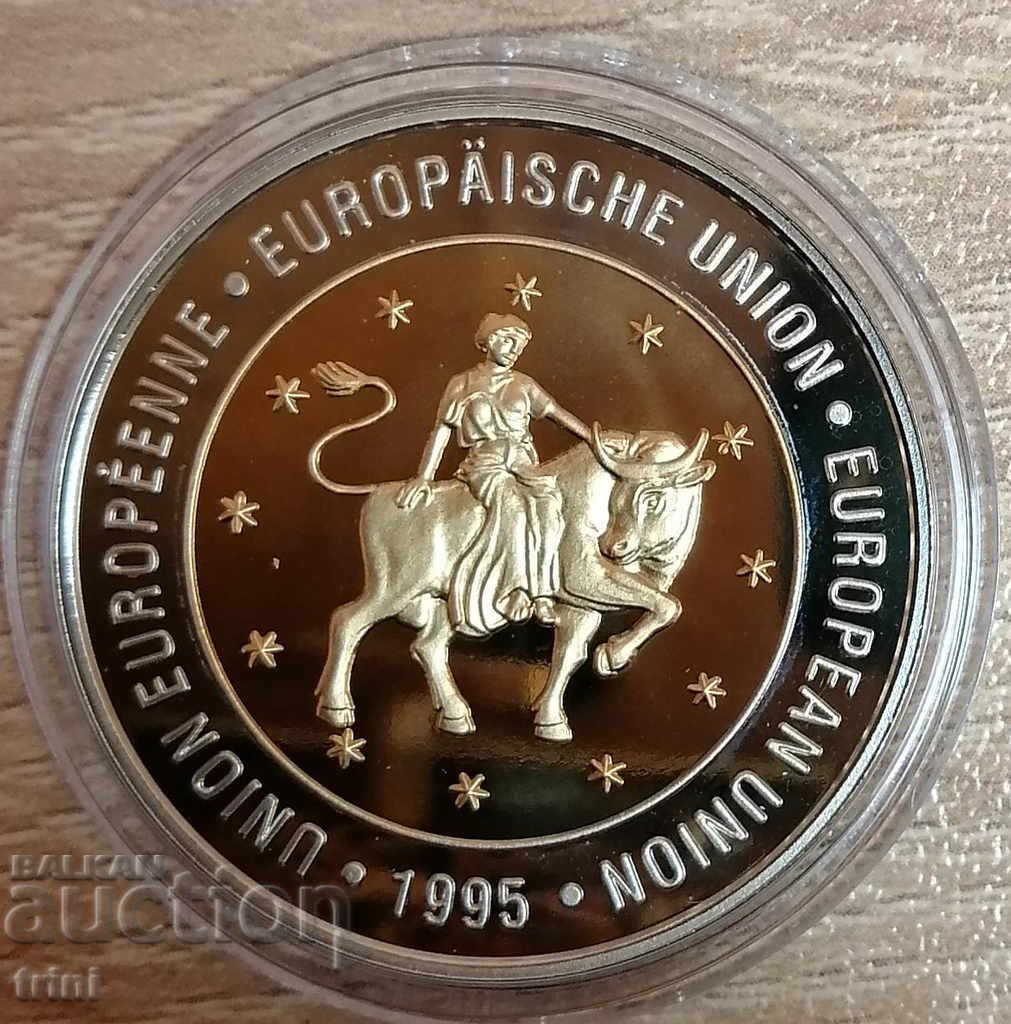 UNION EUROPÉENNE • EUROPÄISCHE UNION • EUROPEAN UNION • 1995 •
BALKAN
auction
trini